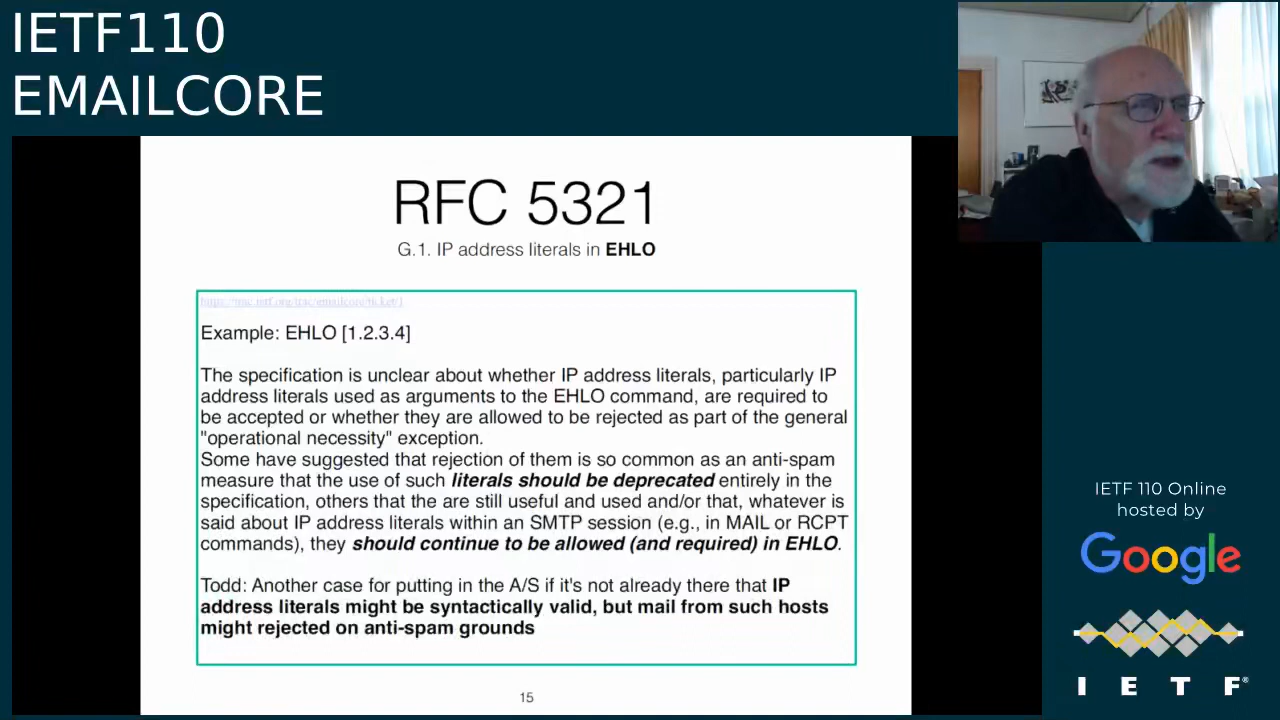 IETF110
EMAILCORE
RFC 5321
G.1. IP address literals in EHLO
https://trac.ietf.org/trac/emailcore/ticket/1
Example: EHLO [1.2.3.4]
The specification is unclear about whether IP address literals, particularly IP
address literals used as arguments to the EHLO command, are required to
be accepted or whether they are allowed to be rejected as part of the general
"operational necessity" exception.
Some have suggested that rejection of them is so common as an anti-spam
measure that the use of such literals should be deprecated entirely in the
specification, others that the are still useful and used and/or that, whatever is
said about IP address literals within an SMTP session (e.g., in MAIL or RCPT
commands), they should continue to be allowed (and required) in EHLO.
Todd: Another case for putting in the A/S if it's not already there that IP
address literals might be syntactically valid, but mail from such hosts
might rejected on anti-spam grounds
15
IETF 110 Online
hosted by
Google
I E T F®